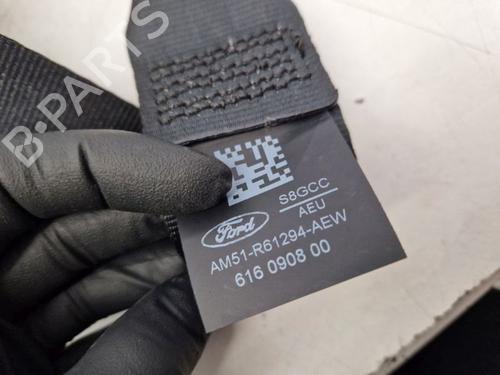 B-PARTS
S8GCC
AEU
Ford
AM51-R61294-AEW
616 0908 00